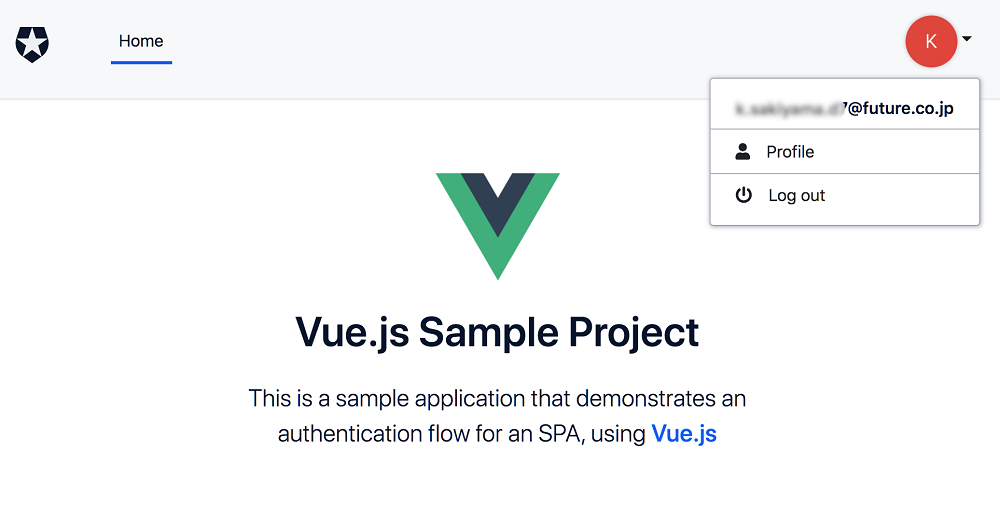 Home
K
@future.co.jp
Profile
Log out
Vue.js Sample Project
This is a sample application that demonstrates an
authentication flow for an SPA, using Vue.js